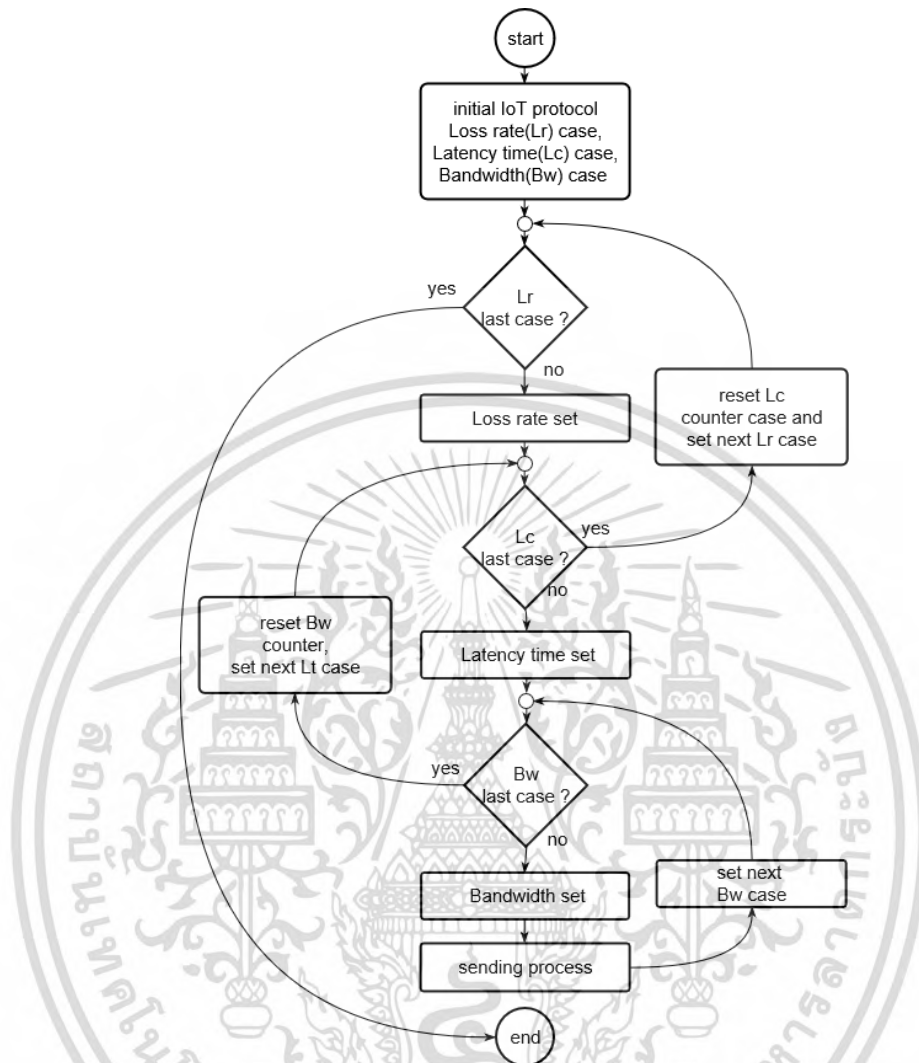 start
initial IoT protocol
Loss rate(Lr) case,
Latency time(Lc) case,
Bandwidth(Bw) case
yes
Lr
last case ?
no
reset Lc
counter case and
set next Lr case
Loss rate set
Lc
last case ?
yes
no
reset Bw
counter,
set next Lt case
Latency time set
yes
Bw
last case ?
no
Bandwidth set
set next
Bw case
sending process
end